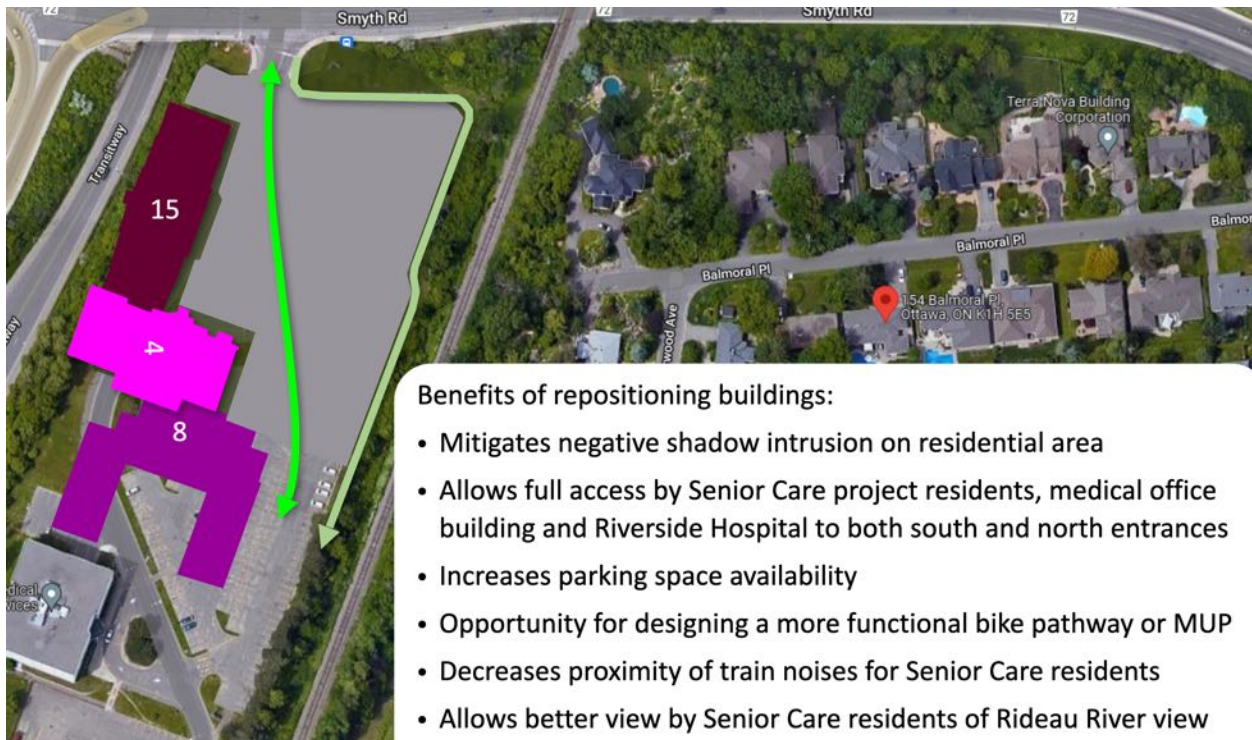 72
Smyth Rd
Smyth Rd
72
Transitway
Terra Nova Building
Corporation
15
Balmoral Pl
Balmoral Pl
154 Balmoral Pl,
Ottawa, ON K1H 5E5
4
8
Benefits of repositioning buildings:
• Mitigates negative shadow intrusion on residential area
• Allows full access by Senior Care project residents, medical office
building and Riverside Hospital to both south and north entrances
• Increases parking space availability
• Opportunity for designing a more functional bike pathway or MUP
• Decreases proximity of train noises for Senior Care residents
• Allows better view by Senior Care residents of Rideau River view